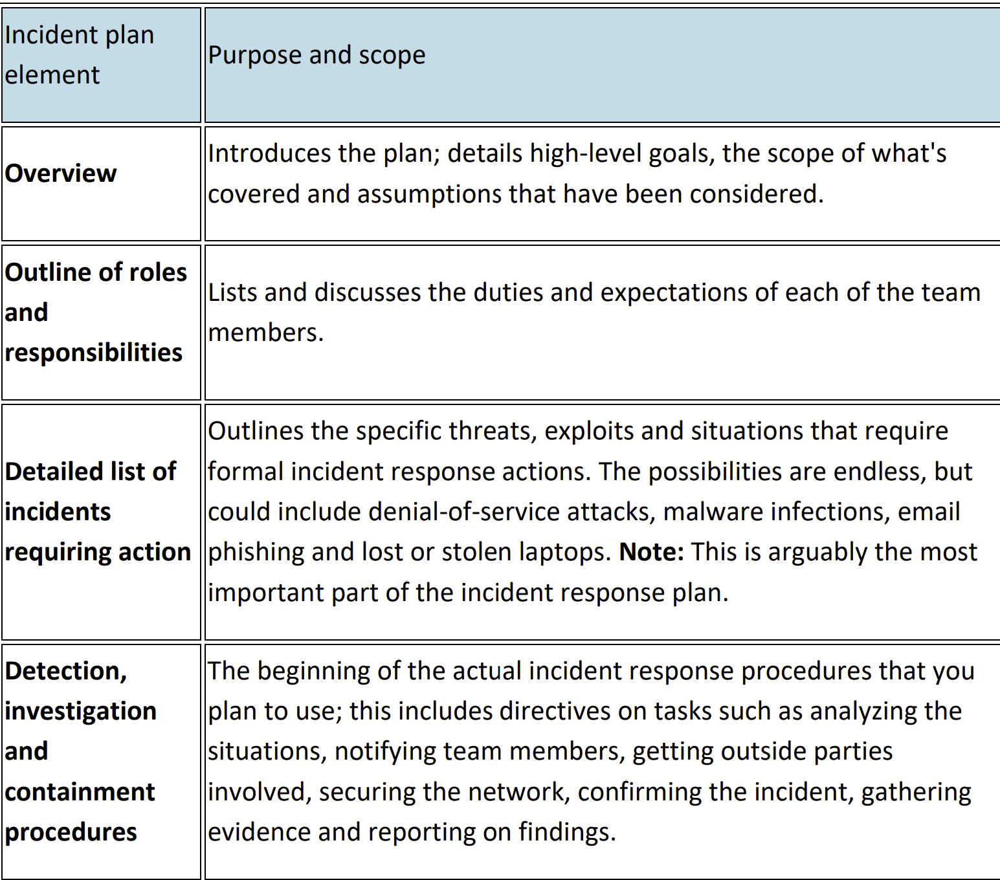 Incident plan
element
Purpose and scope
Overview
Introduces the plan; details high-level goals, the scope of what's
covered and assumptions that have been considered.
Outline of roles
and
responsibilities
Lists and discusses the duties and expectations of each of the team
members.
Detailed list of
incidents
requiring action
Outlines the specific threats, exploits and situations that require
formal incident response actions. The possibilities are endless, but
could include denial-of-service attacks, malware infections, email
phishing and lost or stolen laptops. Note: This is arguably the most
important part of the incident response plan.
Detection,
investigation
and
containment
procedures
The beginning of the actual incident response procedures that you
plan to use; this includes directives on tasks such as analyzing the
situations, notifying team members, getting outside parties
involved, securing the network, confirming the incident, gathering
evidence and reporting on findings.